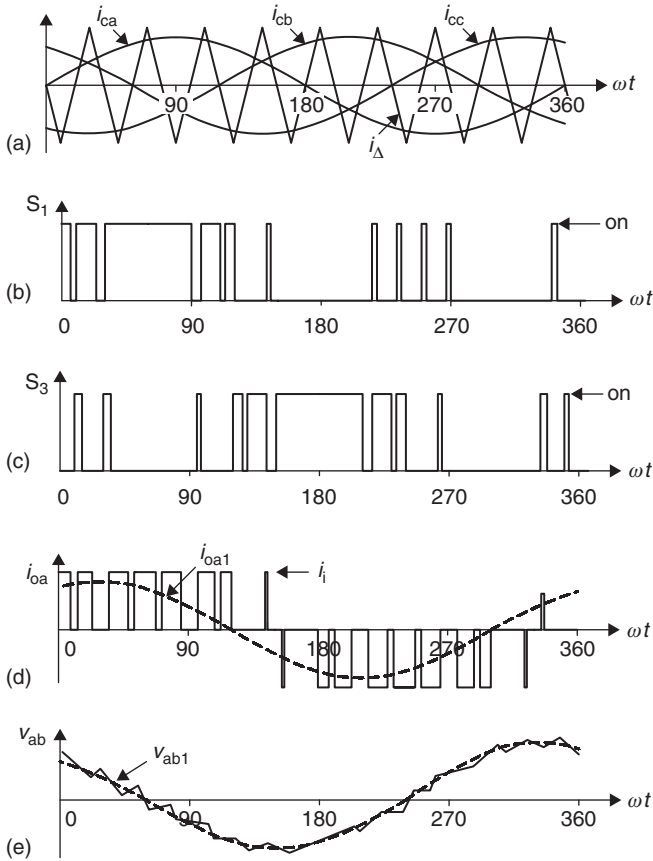 i_ca i_cb i_cc
90 180 270 360 ωt
i_Δ
(a)
S_1 on
(b) ωt
0 90 180 270 360
S_3 on
(c) ωt
0 90 180 270 360
i_oa i_oa1 i_i
0 90 180 270 360 ωt
(d)
v_ab v_ab1
0 90 180 270 360 ωt
(e)